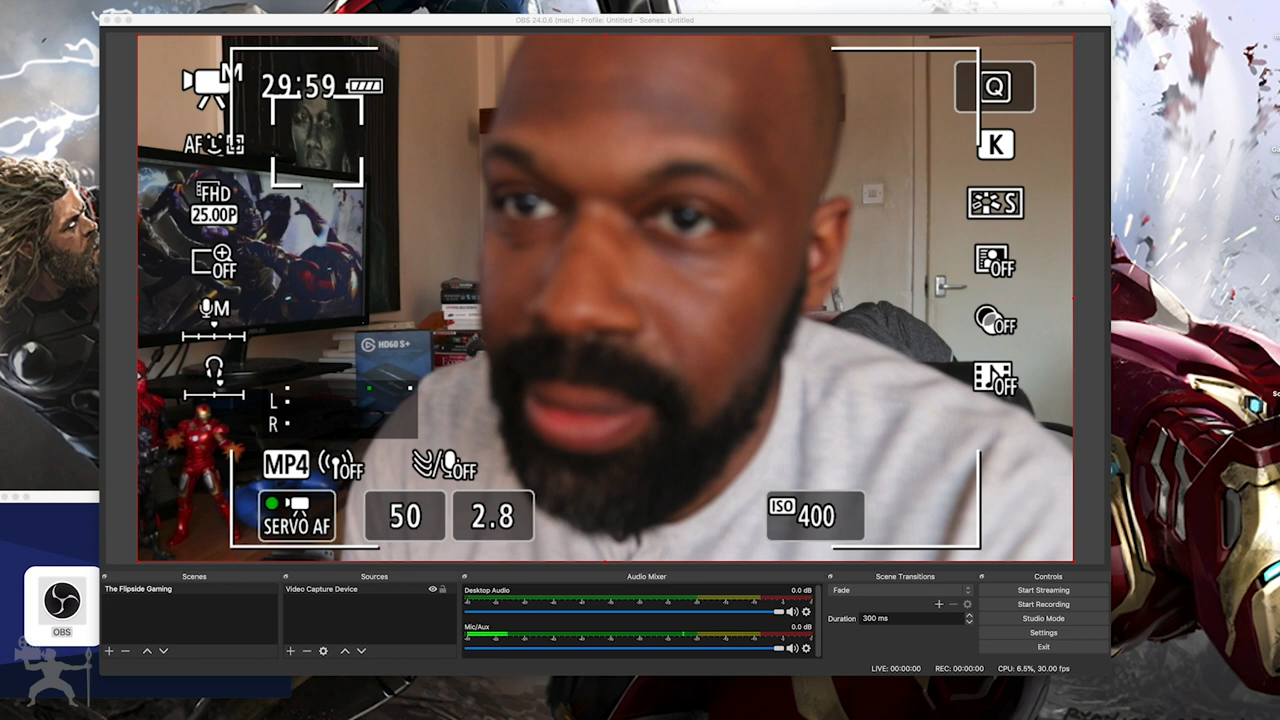 OBS 24.0.6 (mac) - Profile: Untitled - Scenes: Untitled
M
29:59
Q
AF
K
FHD
25.00P
S
OFF
OFF
M
OFF
HD60 S+
OFF
L
R
MP4
OFF
OFF
SERVO AF
50
2.8
ISO 400
Scenes
Sources
Audio Mixer
Scene Transitions
Controls
The Flipside Gaming
Video Capture Device
Desktop Audio
0.0 dB
Fade
Start Streaming
Start Recording
Duration
300 ms
Studio Mode
Mic/Aux
0.0 dB
Settings
OBS
Exit
LIVE: 00:00:00
REC: 00:00:00
CPU: 6.5%, 30.00 fps